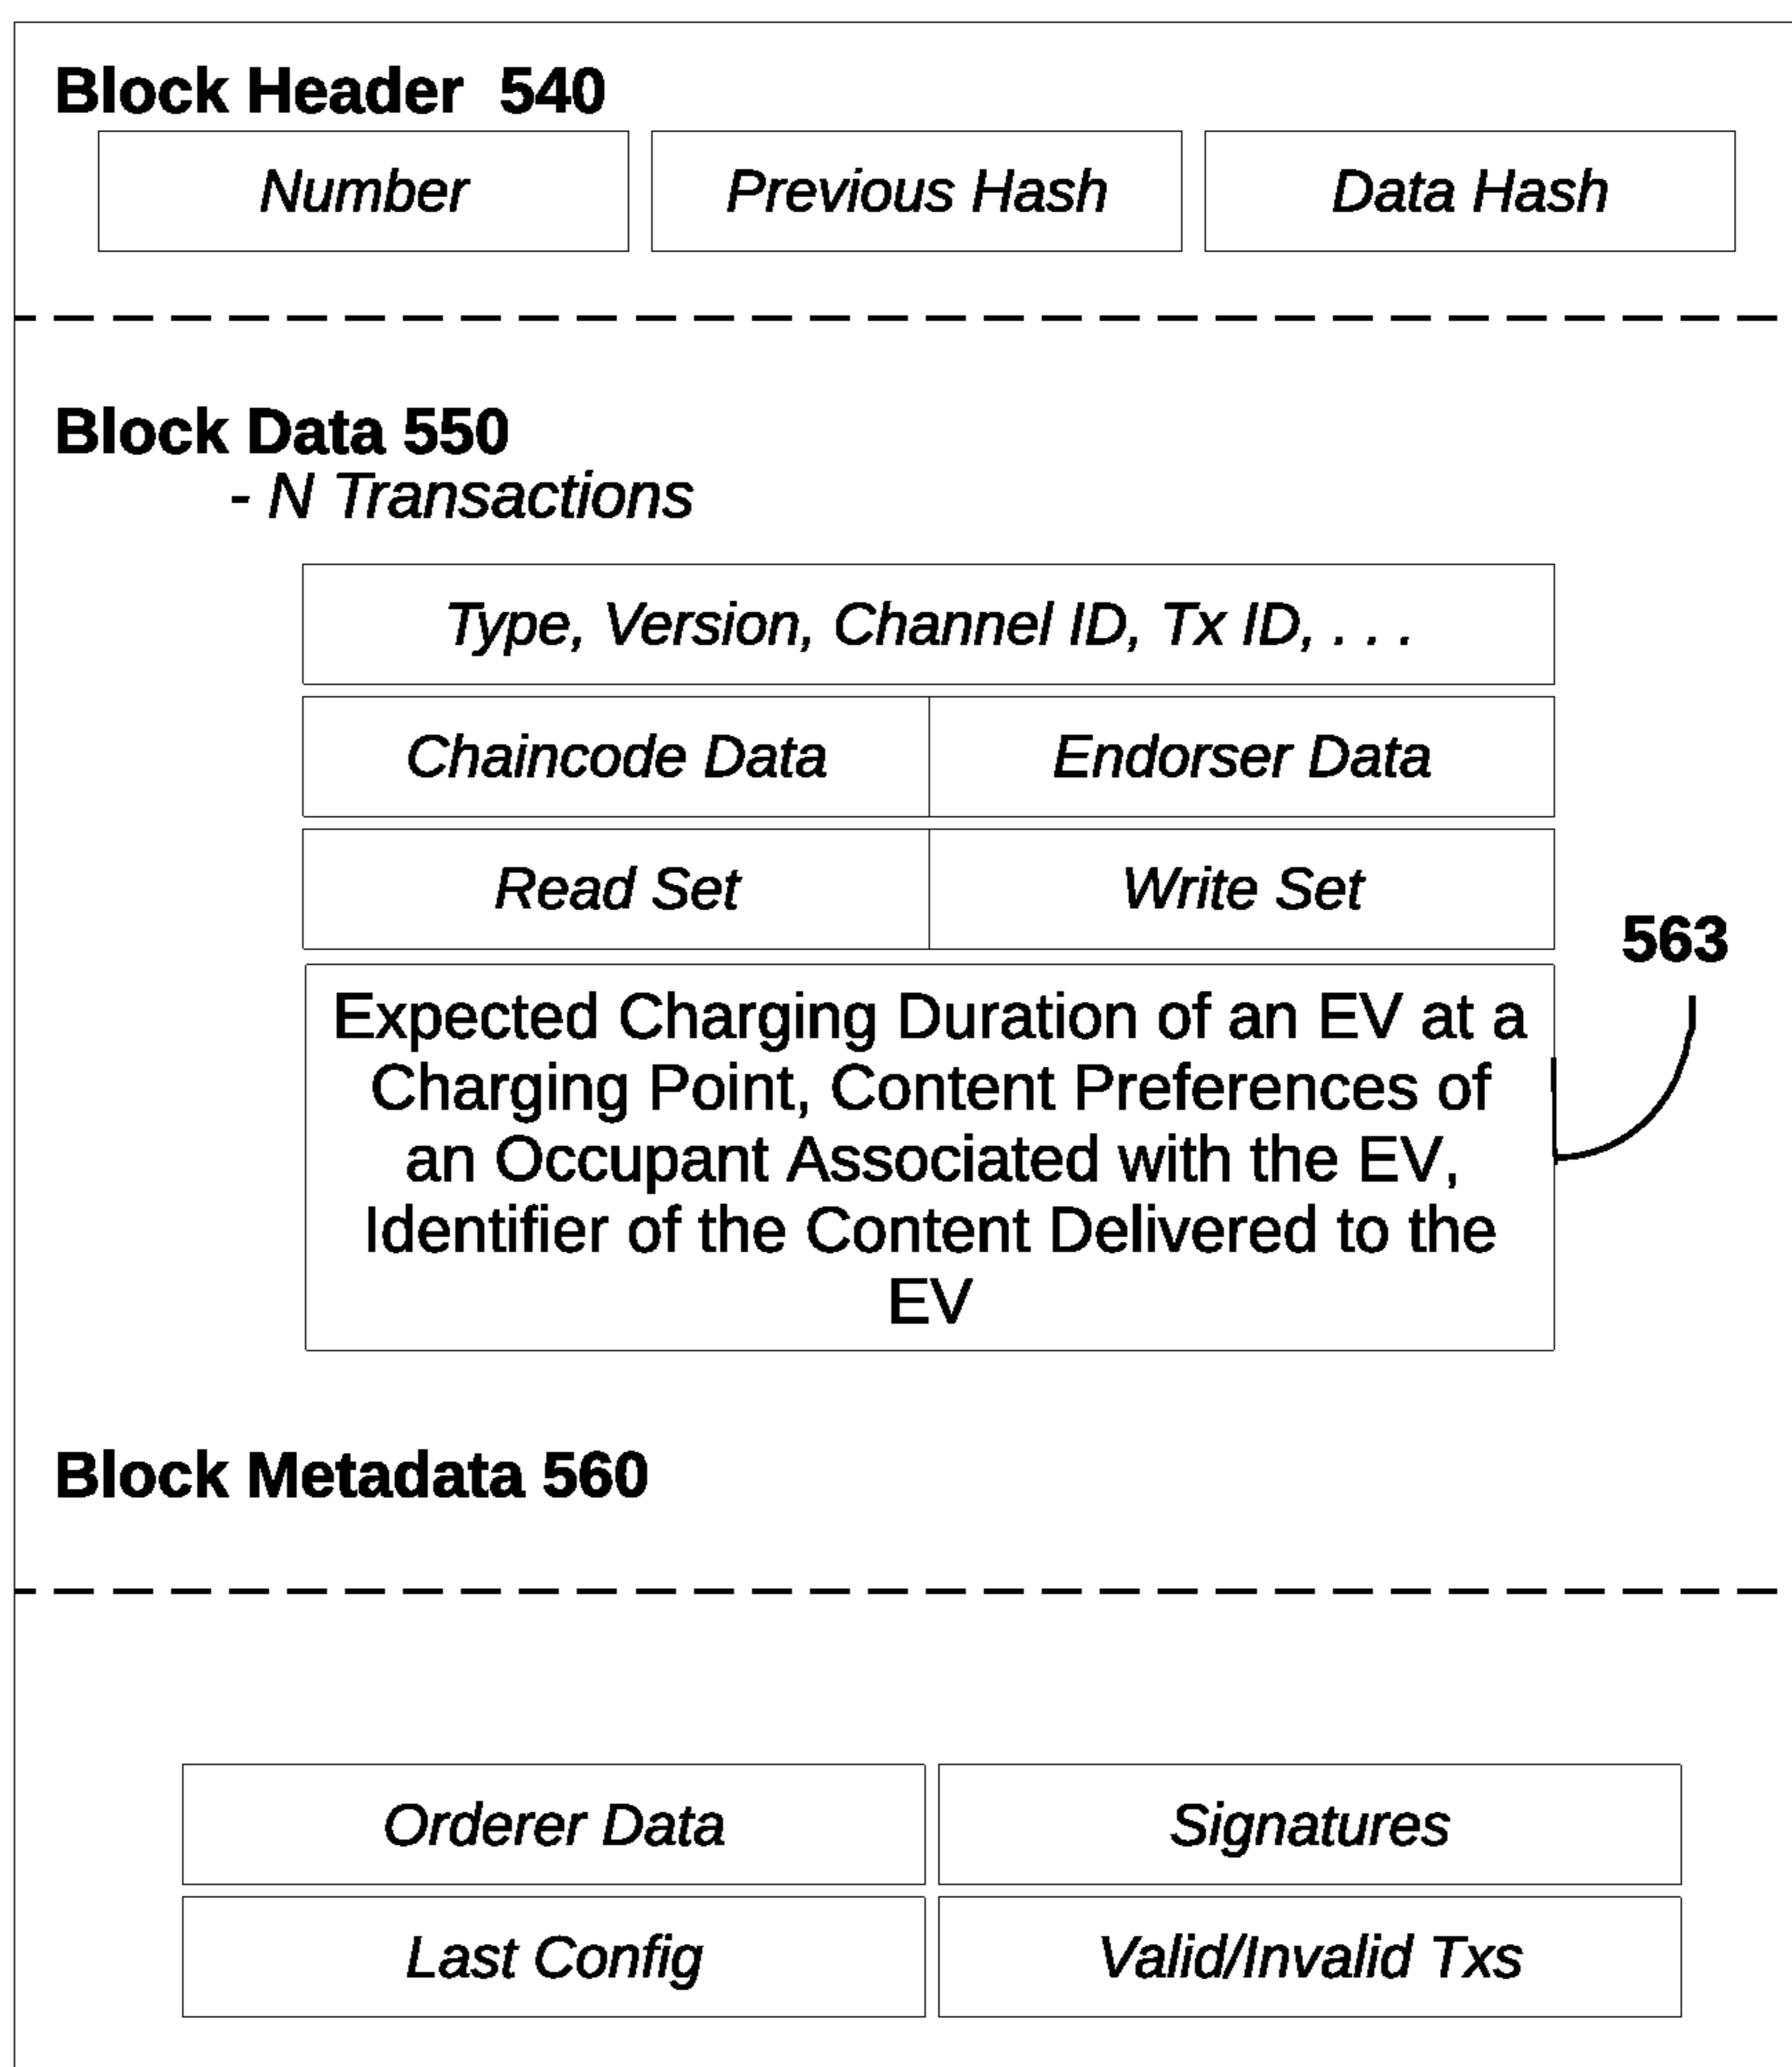 Block Header 540
Number
Previous Hash
Data Hash
Block Data 550
- N Transactions
Type, Version, Channel ID, Tx ID, . . .
Chaincode Data
Endorser Data
Read Set
Write Set
563
Expected Charging Duration of an EV at a
Charging Point, Content Preferences of
an Occupant Associated with the EV,
Identifier of the Content Delivered to the
EV
Block Metadata 560
Orderer Data
Signatures
Last Config
Valid/Invalid Txs